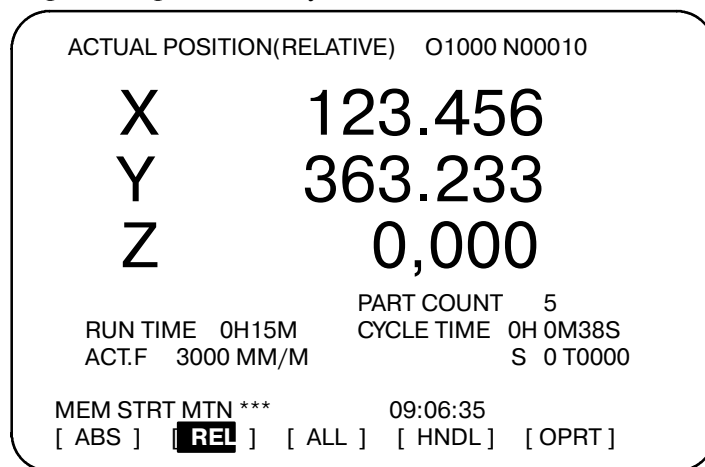 ACTUAL POSITION(RELATIVE) O1000 N00010
X 123.456
Y 363.233
Z 0,000
PART COUNT 5
RUN TIME 0H15M CYCLE TIME 0H 0M38S
ACT.F 3000 MM/M S 0 T0000
MEM STRT MTN *** 09:06:35
[ ABS ] [ REL ] [ ALL ] [ HNDL ] [ OPRT ]